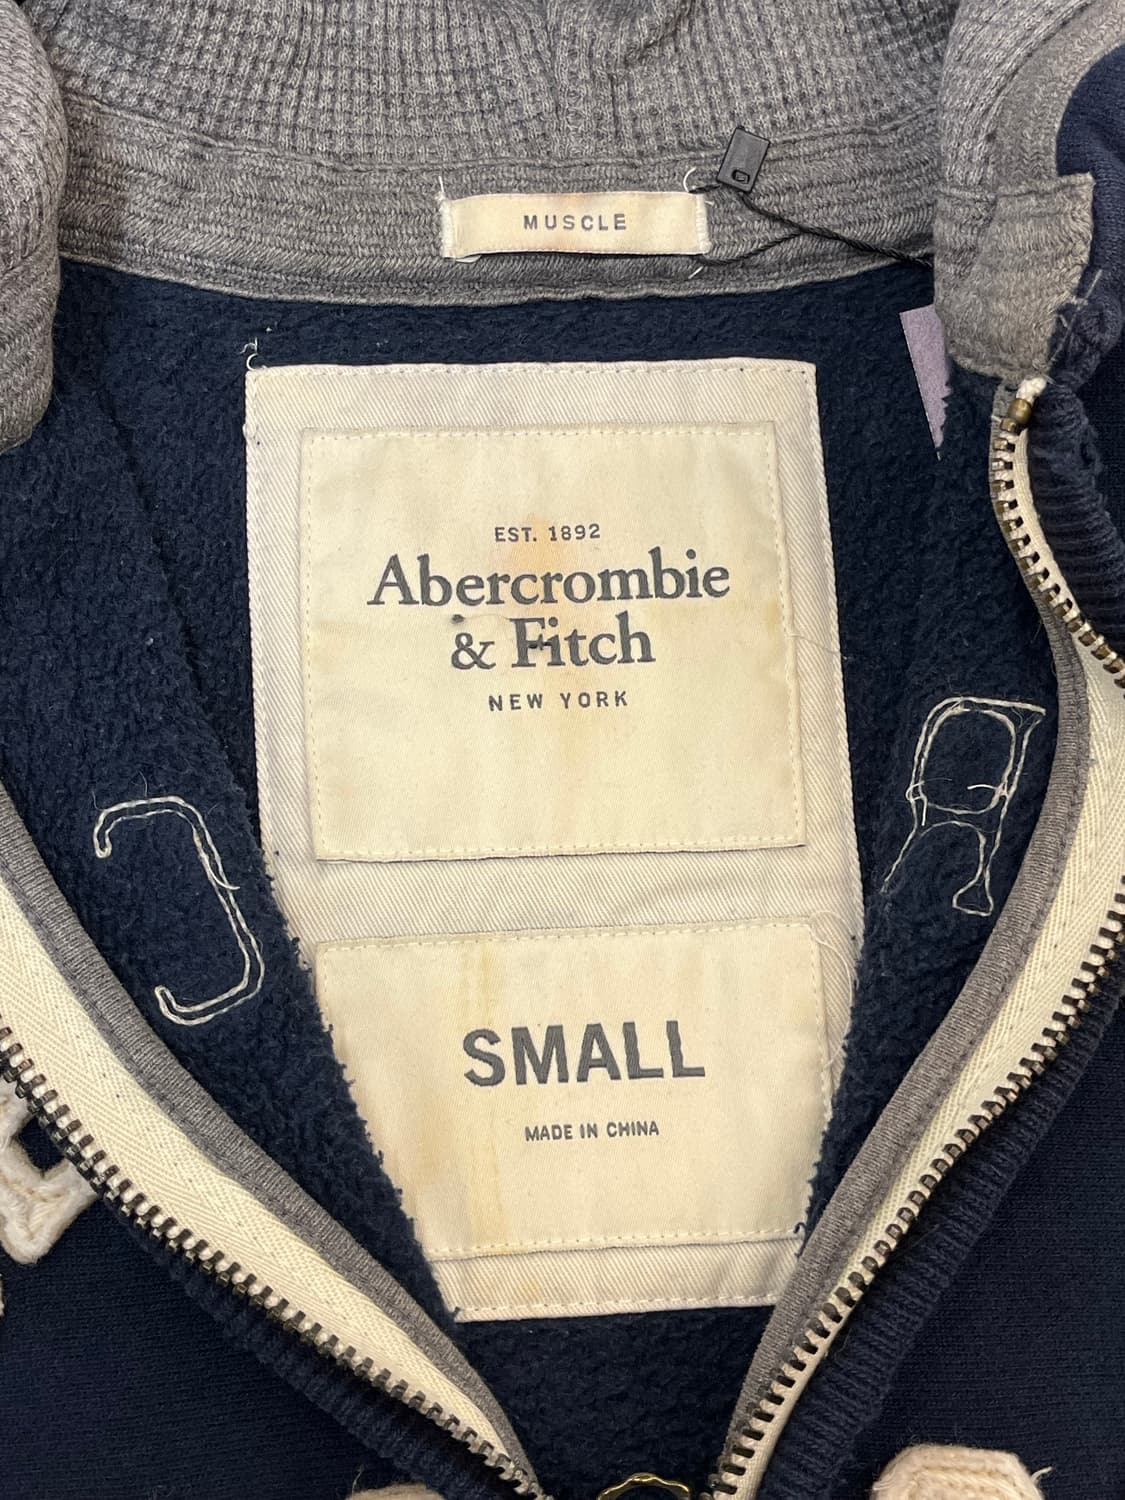 MUSCLE
EST. 1892
Abercrombie
& Fitch
NEW YORK
SMALL
MADE IN CHINA